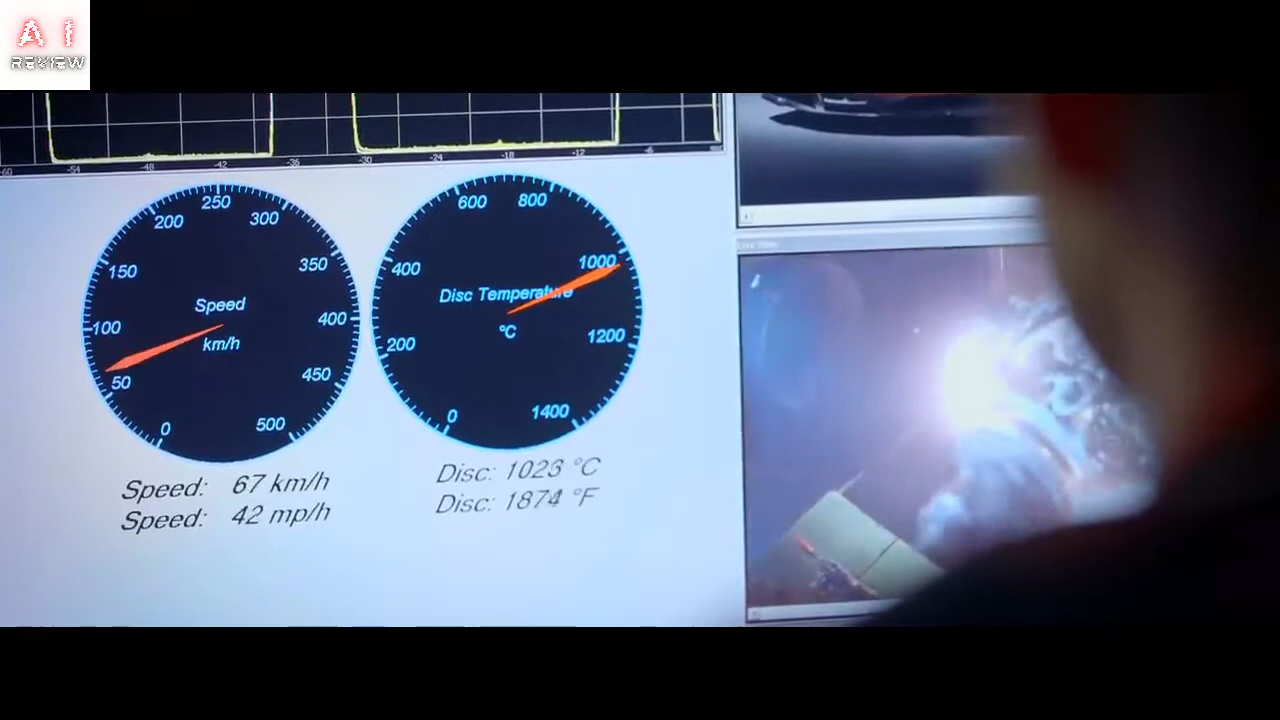 A I
REVIEW
-60 -54 -48 -42 -36 -30 -24 -18 -12 -6
0 50 100 150 200 250 300 350 400 450 500
Speed
km/h
0 200 400 600 800 1000 1200 1400
Disc Temperature
°C
Speed: 67 km/h
Speed: 42 mp/h
Disc: 1023 °C
Disc: 1874 °F